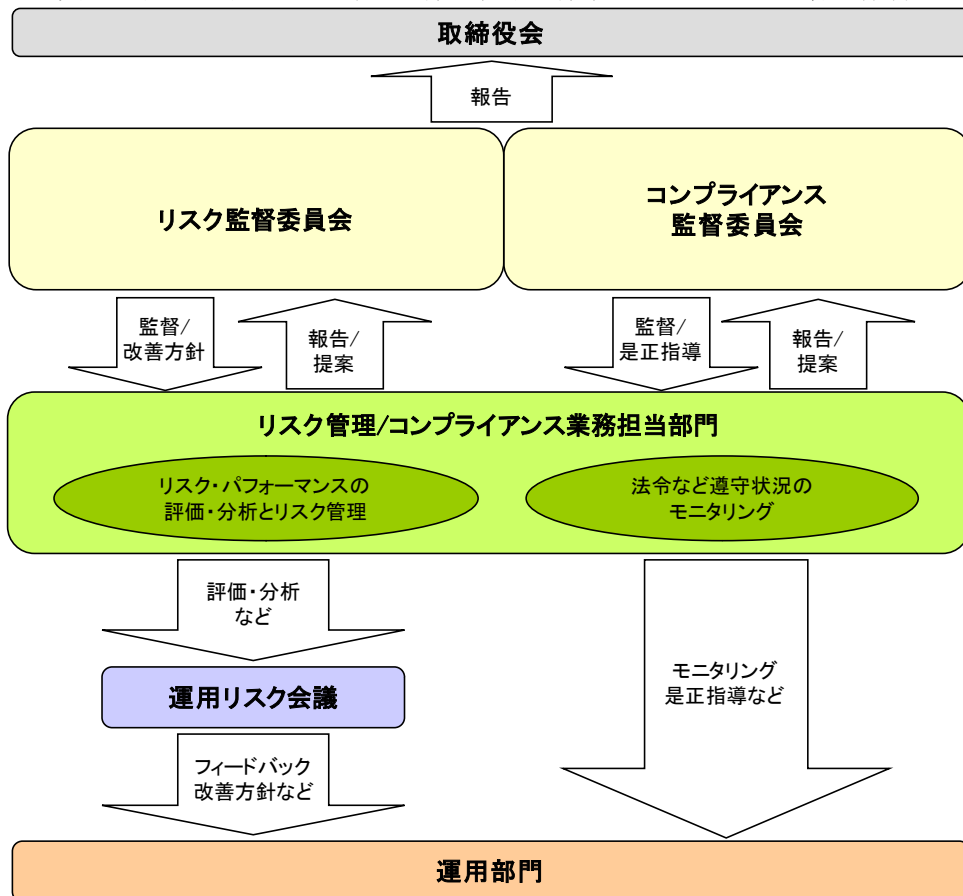 取締役会
報告
リスク監督委員会
コンプライアンス
監督委員会
監督/
改善方針
報告/
提案
監督/
是正指導
報告/
提案
リスク管理/コンプライアンス業務担当部門
リスク・パフォーマンスの
評価・分析とリスク管理
法令など遵守状況の
モニタリング
評価・分析
など
運用リスク会議
モニタリング
是正指導など
フィードバック
改善方針など
運用部門